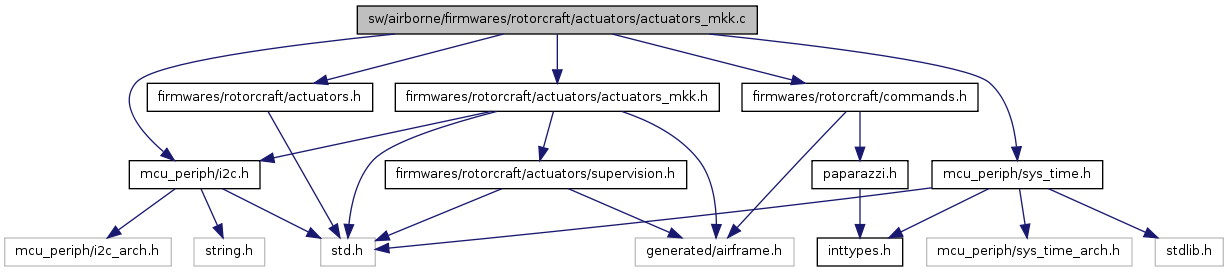 sw/airborne/firmwares/rotorcraft/actuators/actuators_mkk.c
firmwares/rotorcraft/actuators.h
firmwares/rotorcraft/actuators/actuators_mkk.h
firmwares/rotorcraft/commands.h
mcu_periph/i2c.h
firmwares/rotorcraft/actuators/supervision.h
paparazzi.h
mcu_periph/sys_time.h
mcu_periph/i2c_arch.h
string.h
std.h
generated/airframe.h
inttypes.h
mcu_periph/sys_time_arch.h
stdlib.h